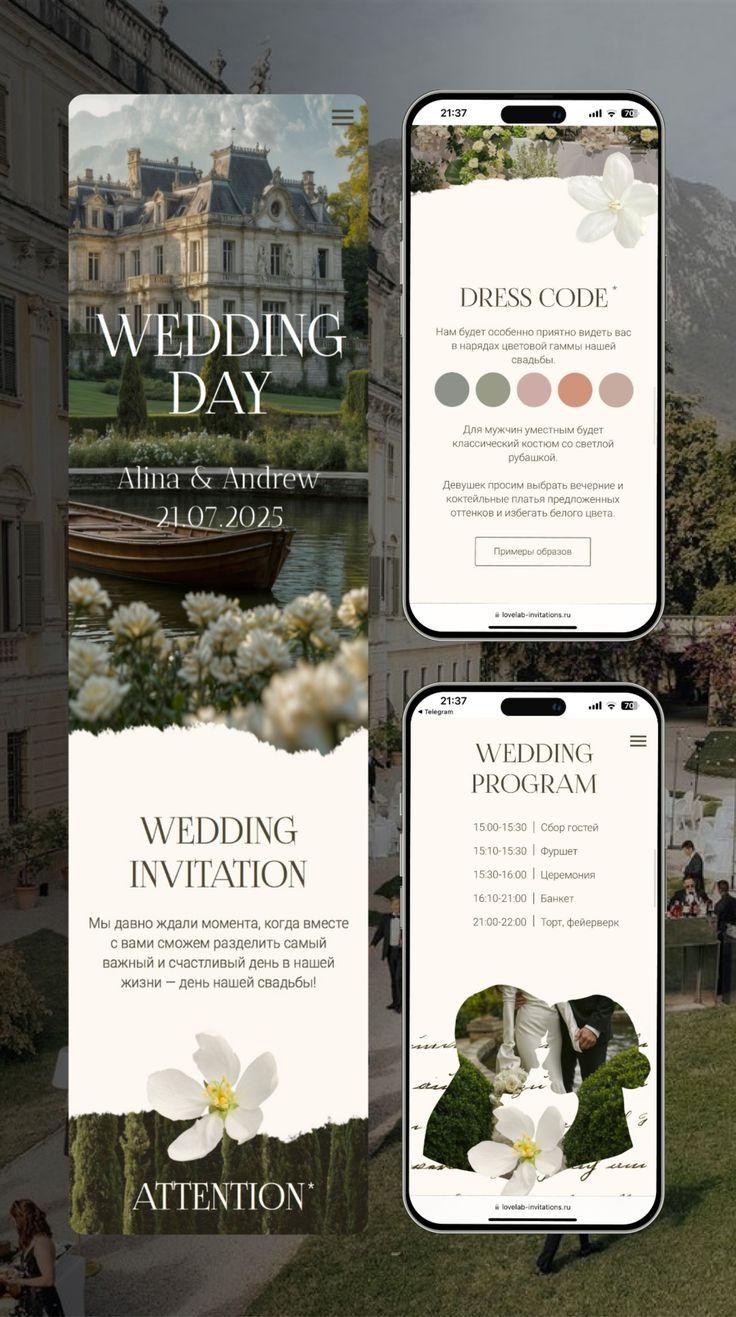 WEDDING
DAY
Alina & Andrew
21.07.2025
WEDDING
INVITATION
Мы давно ждали момента, когда вместе
с вами сможем разделить самый
важный и счастливый день в нашей
жизни — день нашей свадьбы!
ATTENTION*
21:37
70
DRESS CODE*
Нам будет особенно приятно видеть вас
в нарядах цветовой гаммы нашей
свадьбы.
Для мужчин уместным будет
классический костюм со светлой
рубашкой.
Девушек просим выбрать вечерние и
коктейльные платья предложенных
оттенков и избегать белого цвета.
Примеры образов
lovelab-invitations.ru
21:37
70
Telegram
WEDDING
PROGRAM
15:00-15:30 | Сбор гостей
15:10-15:30 | Фуршет
15:30-16:00 | Церемония
16:10-21:00 | Банкет
21:00-22:00 | Торт, фейерверк
lovelab-invitations.ru